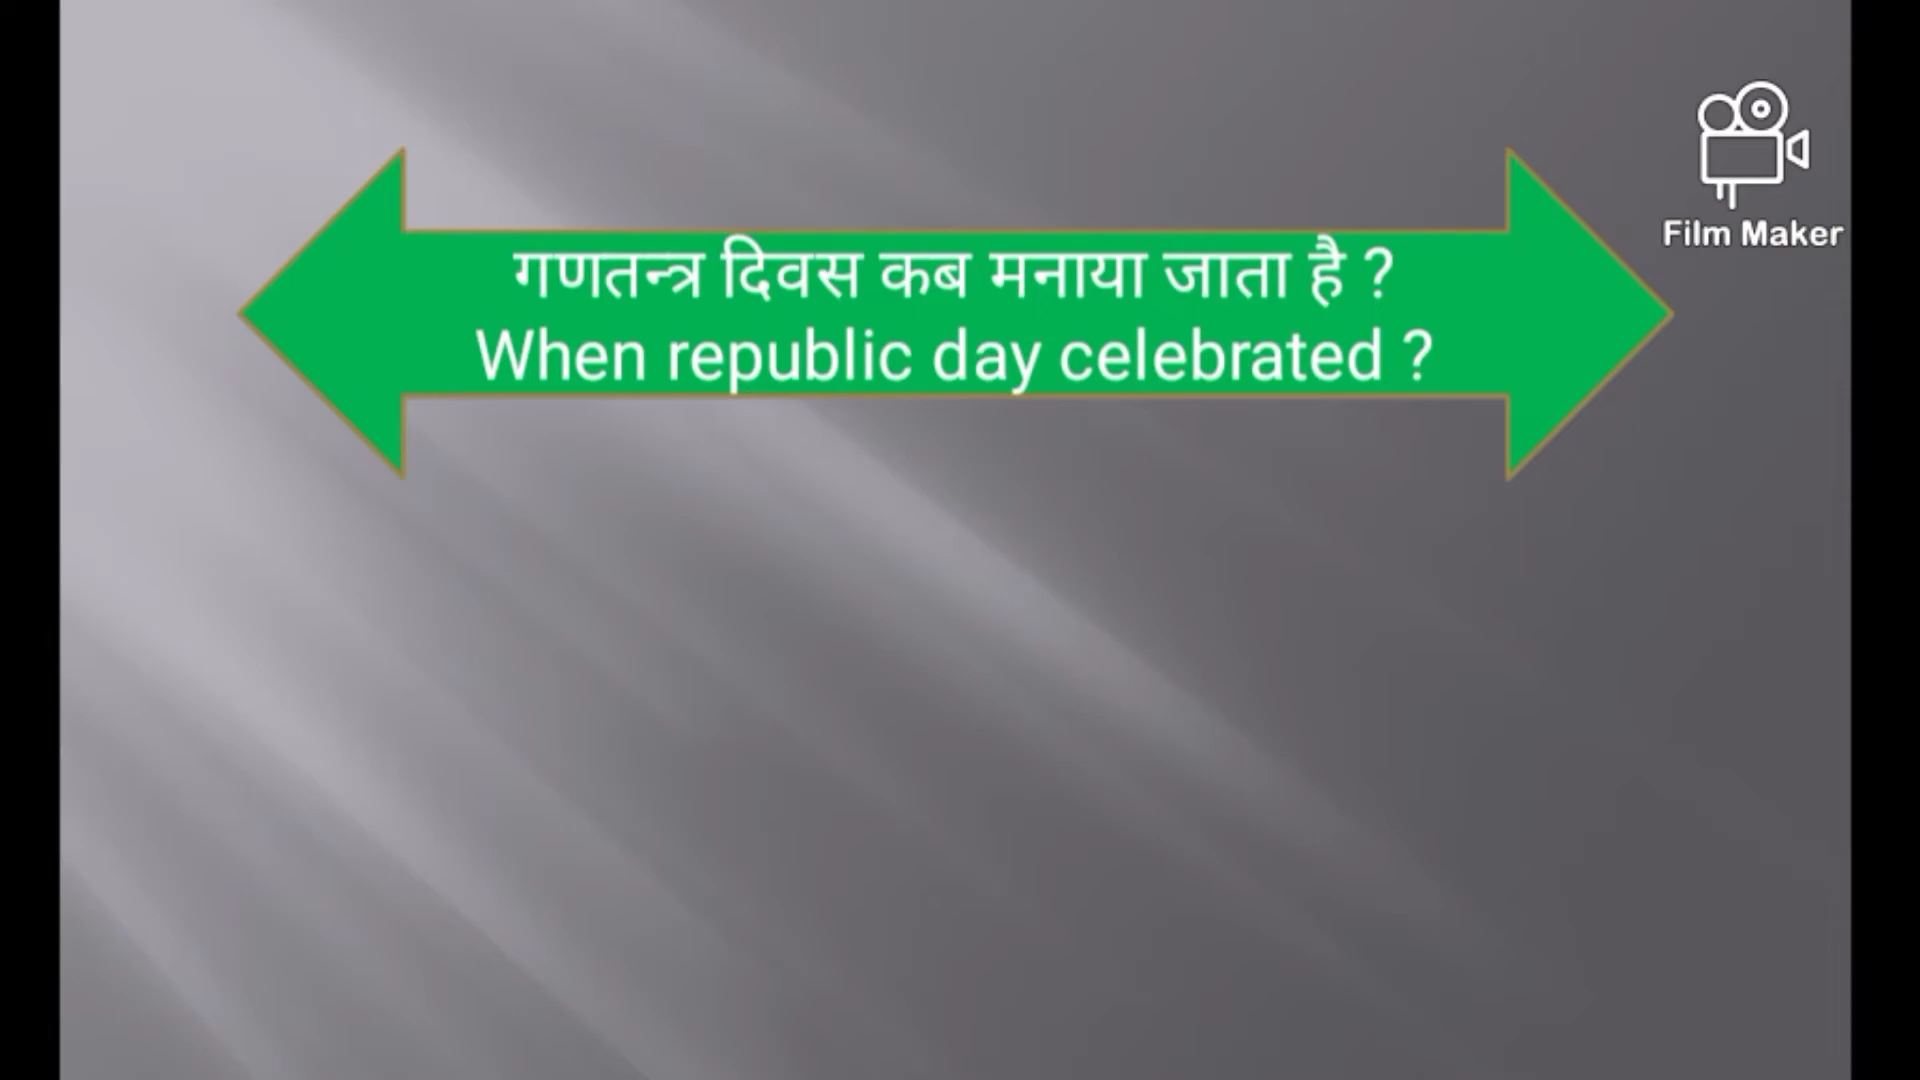 गणतन्त्र दिवस कब मनाया जाता है ?
When republic day celebrated ?
Film Maker